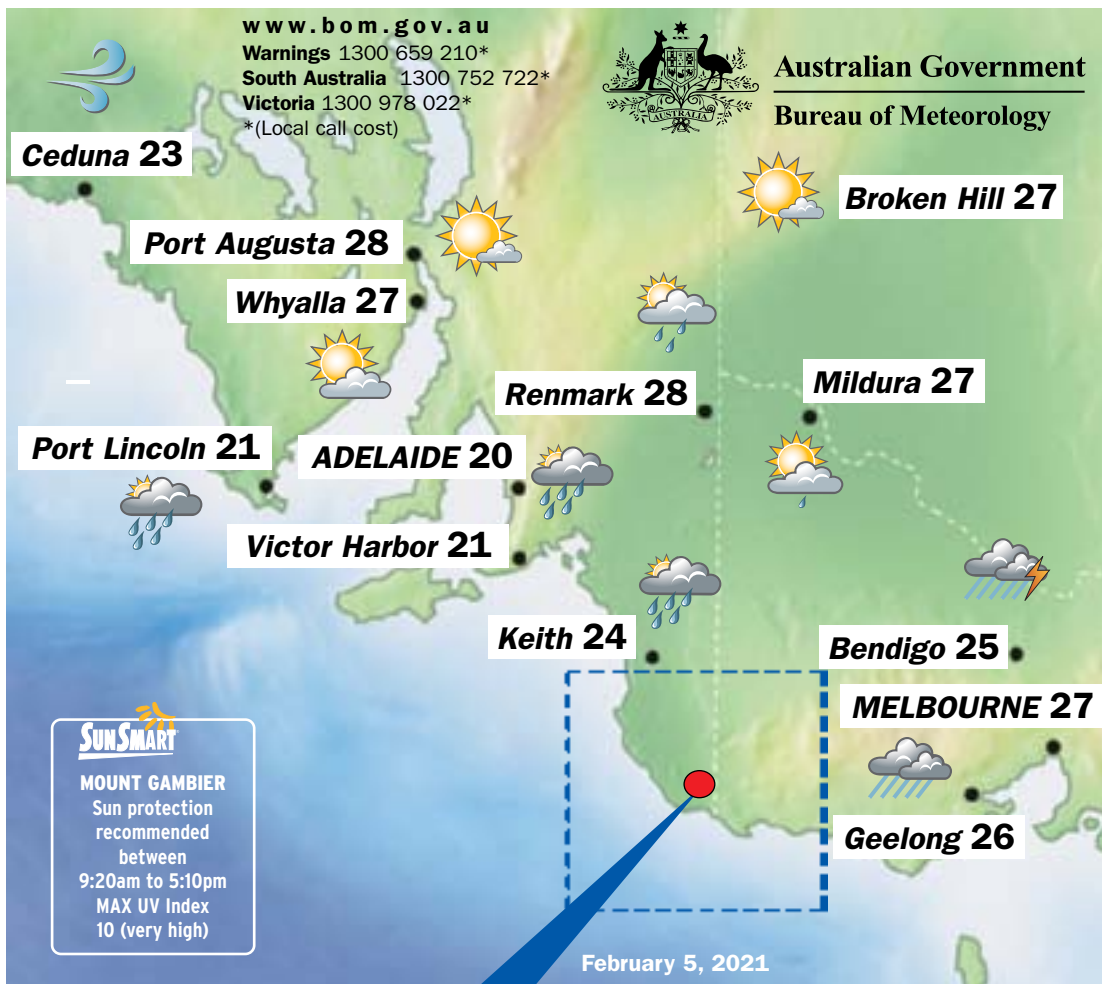 www.bom.gov.au
Warnings 1300 659 210*
South Australia 1300 752 722*
Victoria 1300 978 022*
*(Local call cost)
AUSTRALIA
Australian Government
Bureau of Meteorology
Ceduna 23
Broken Hill 27
Port Augusta 28
Whyalla 27
Renmark 28
Mildura 27
Port Lincoln 21
ADELAIDE 20
Victor Harbor 21
Keith 24
Bendigo 25
MELBOURNE 27
Geelong 26
SUNSMART
MOUNT GAMBIER
Sun protection
recommended
between
9:20am to 5:10pm
MAX UV Index
10 (very high)
February 5, 2021